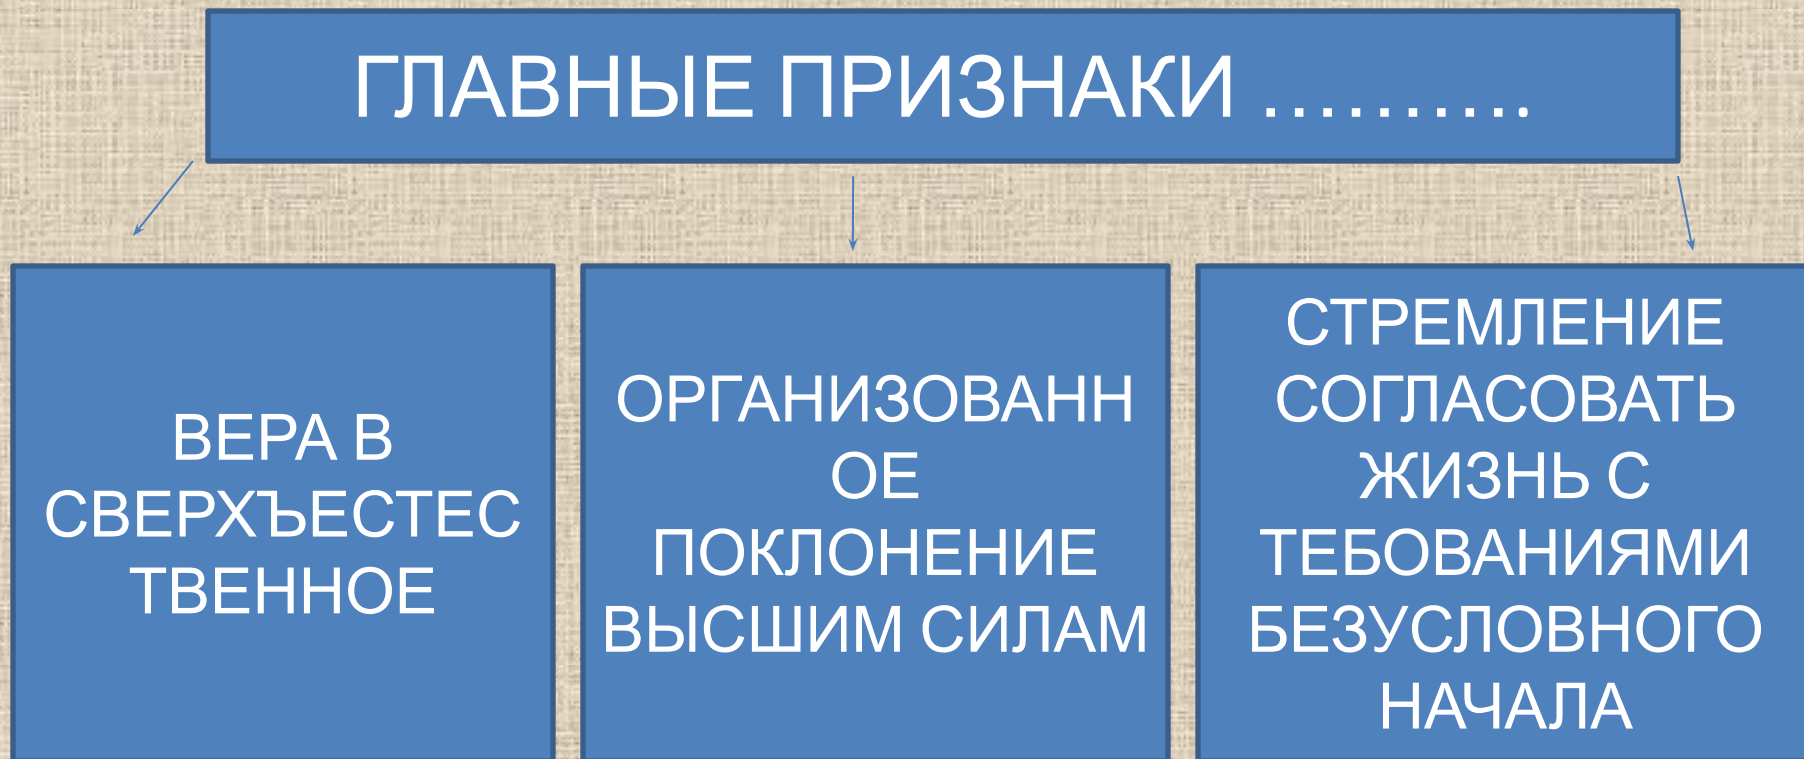 ГЛАВНЫЕ ПРИЗНАКИ ..........
ВЕРА В
СВЕРХЪЕСТЕС
ТВЕННОЕ
ОРГАНИЗОВАНН
ОЕ
ПОКЛОНЕНИЕ
ВЫСШИМ СИЛАМ
СТРЕМЛЕНИЕ
СОГЛАСОВАТЬ
ЖИЗНЬ С
ТЕБОВАНИЯМИ
БЕЗУСЛОВНОГО
НАЧАЛА